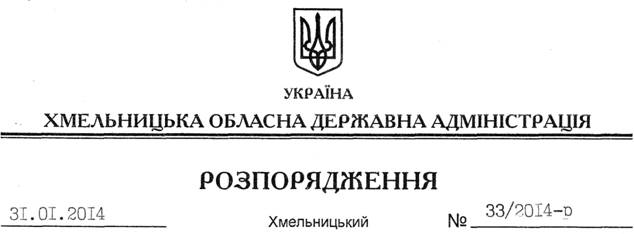 УКРАЇНА
ХМЕЛЬНИЦЬКА ОБЛАСНА ДЕРЖАВНА АДМІНІСТРАЦІЯ
РОЗПОРЯДЖЕННЯ
31.01.2014 Хмельницький № 33/2014-р